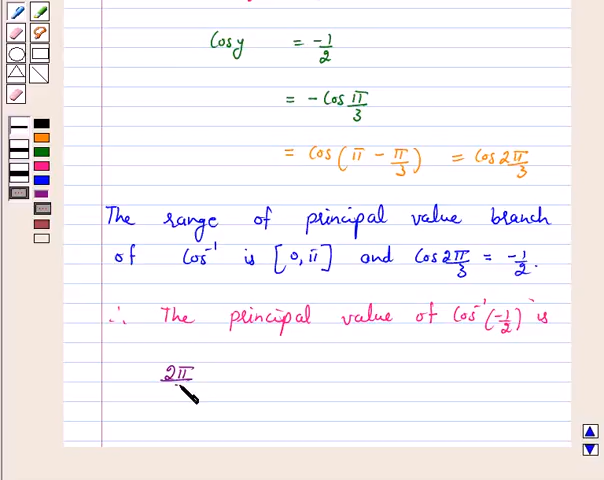 Cos y = -1/2
= - Cos π/3
= Cos (π - π/3) = Cos 2π/3
The range of principal value branch
of Cos⁻¹ is [0, π] and Cos 2π/3 = -1/2.
∴ The principal value of Cos⁻¹(-1/2) is
2π